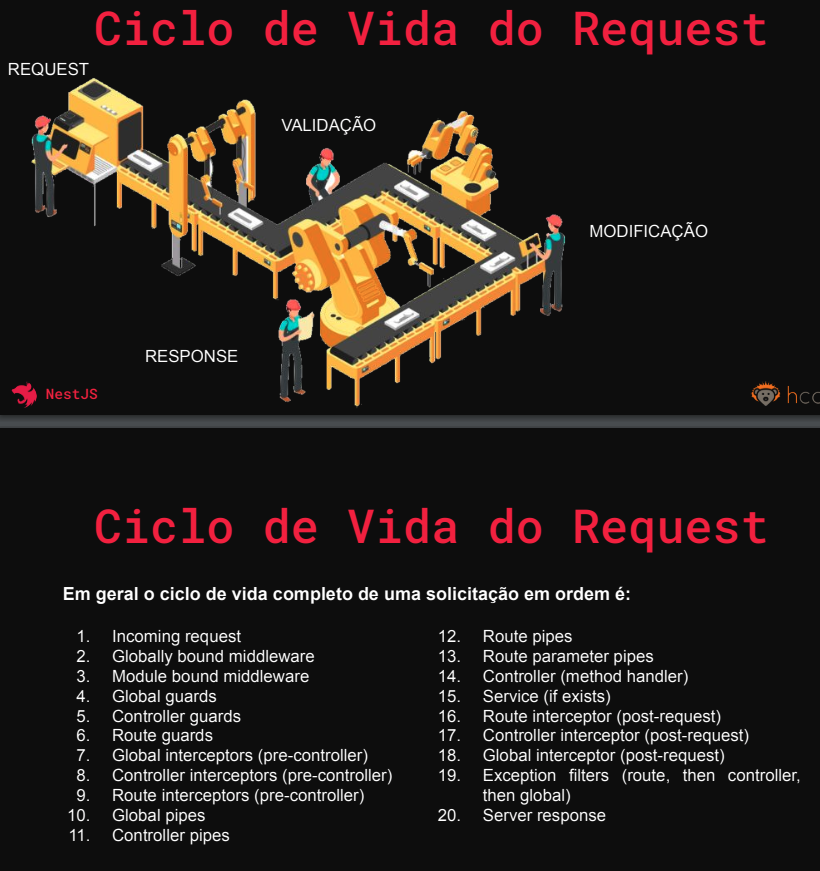 Ciclo de Vida do Request
REQUEST
VALIDAÇÃO
MODIFICAÇÃO
RESPONSE
NestJS
Ciclo de Vida do Request
Em geral o ciclo de vida completo de uma solicitação em ordem é:
1. Incoming request
2. Globally bound middleware
3. Module bound middleware
4. Global guards
5. Controller guards
6. Route guards
7. Global interceptors (pre-controller)
8. Controller interceptors (pre-controller)
9. Route interceptors (pre-controller)
10. Global pipes
11. Controller pipes
12. Route pipes
13. Route parameter pipes
14. Controller (method handler)
15. Service (if exists)
16. Route interceptor (post-request)
17. Controller interceptor (post-request)
18. Global interceptor (post-request)
19. Exception filters (route, then controller,
then global)
20. Server response